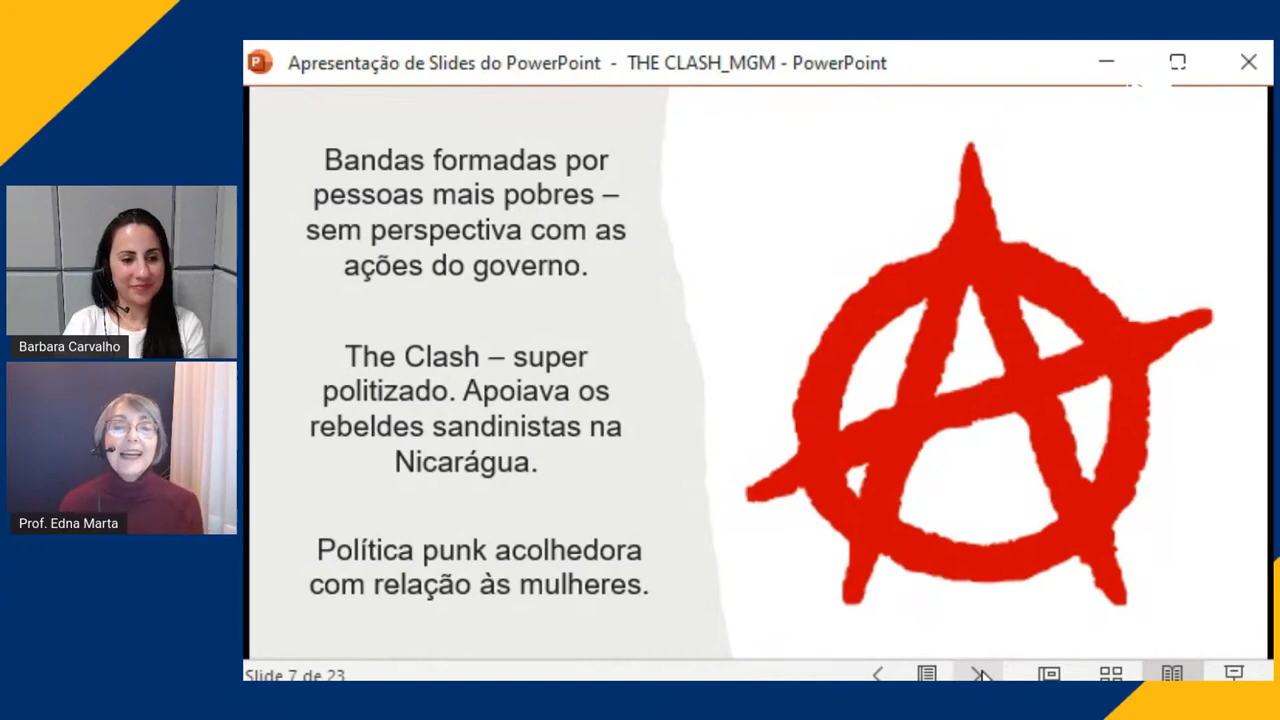 Apresentação de Slides do PowerPoint - THE CLASH_MGM - PowerPoint
Bandas formadas por
pessoas mais pobres –
sem perspectiva com as
ações do governo.
The Clash – super
politizado. Apoiava os
rebeldes sandinistas na
Nicarágua.
Política punk acolhedora
com relação às mulheres.
Barbara Carvalho
Prof. Edna Marta
Slide 7 de 23